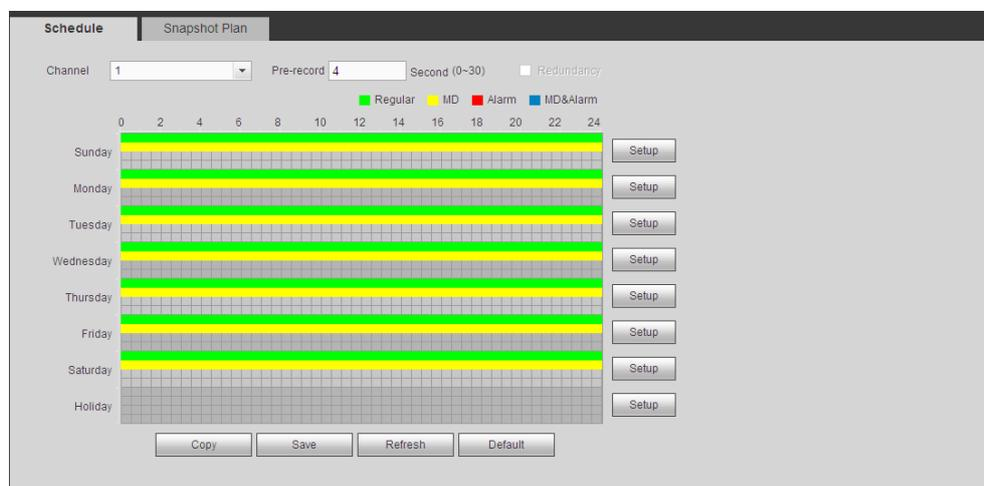 Schedule Snapshot Plan
Channel 1 Pre-record 4 Second (0~30) Redundancy
Regular MD Alarm MD&Alarm
0 2 4 6 8 10 12 14 16 18 20 22 24
Sunday Setup
Monday Setup
Tuesday Setup
Wednesday Setup
Thursday Setup
Friday Setup
Saturday Setup
Holiday Setup
Copy Save Refresh Default